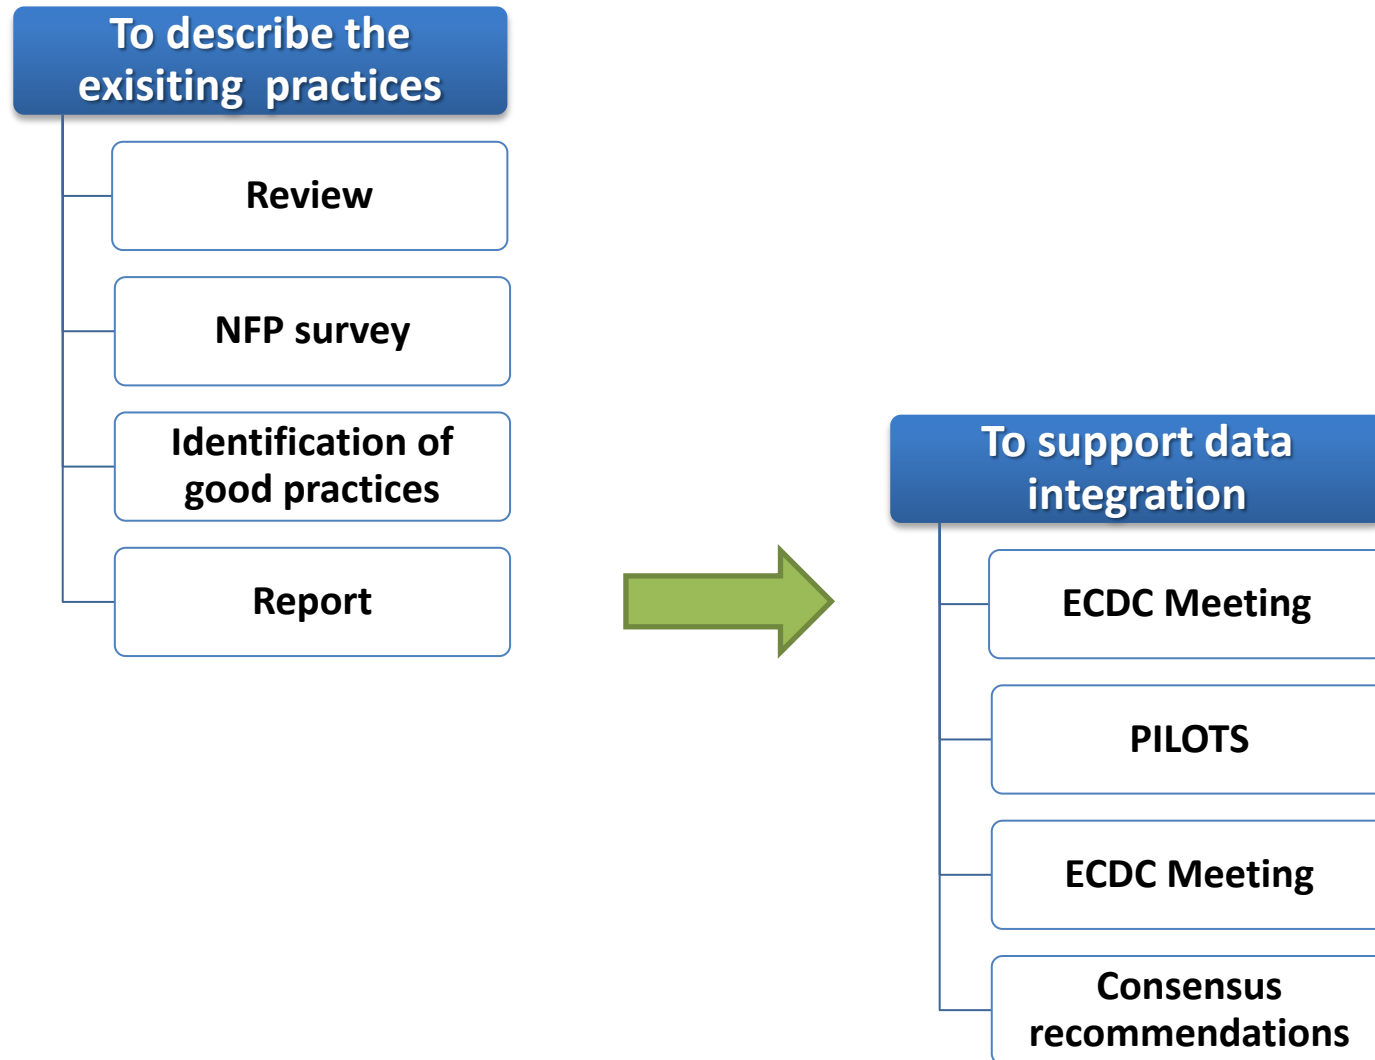 To describe the
exisiting practices
Review
NFP survey
Identification of
good practices
Report
To support data
integration
ECDC Meeting
PILOTS
ECDC Meeting
Consensus
recommendations